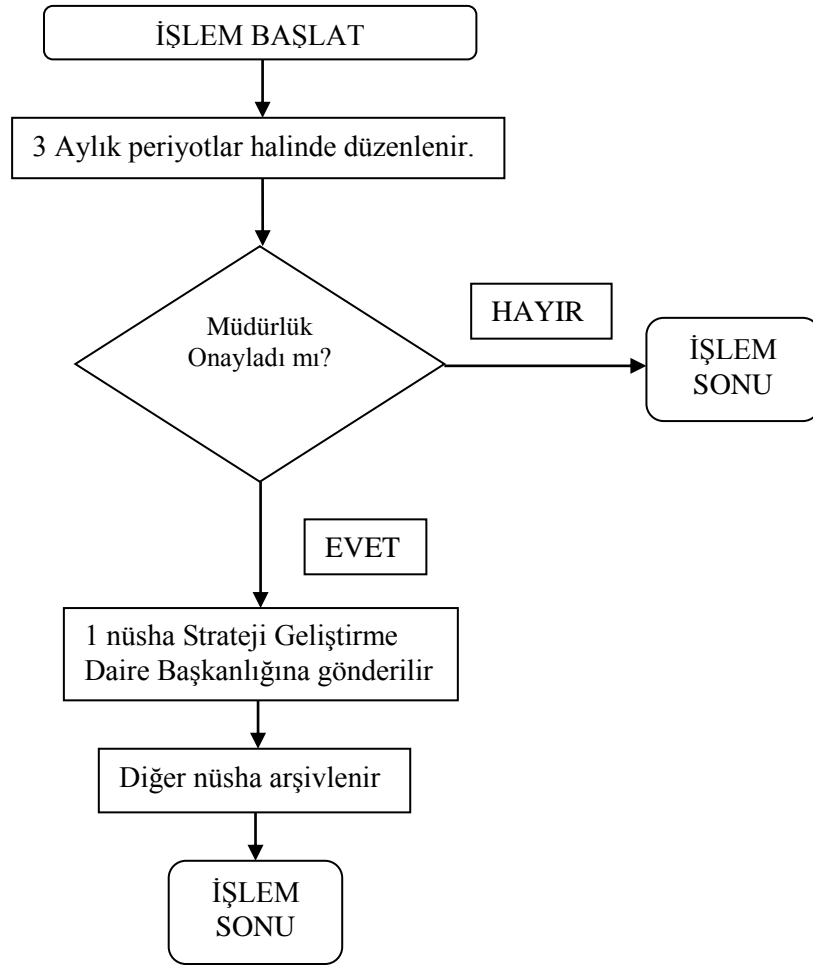 İŞLEM BAŞLAT
3 Aylık periyotlar halinde düzenlenir.
Müdürlük
Onayladı mı?
HAYIR
İŞLEM
SONU
EVET
1 nüsha Strateji Geliştirme
Daire Başkanlığına gönderilir
Diğer nüsha arşivlenir
İŞLEM
SONU